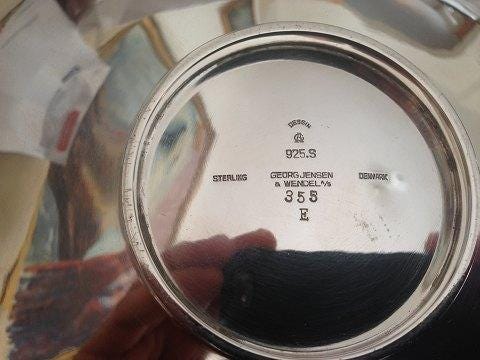 DESSIN
925.S
STERLING GEORG JENSEN DENMARK
& WENDEL A/S
355
E